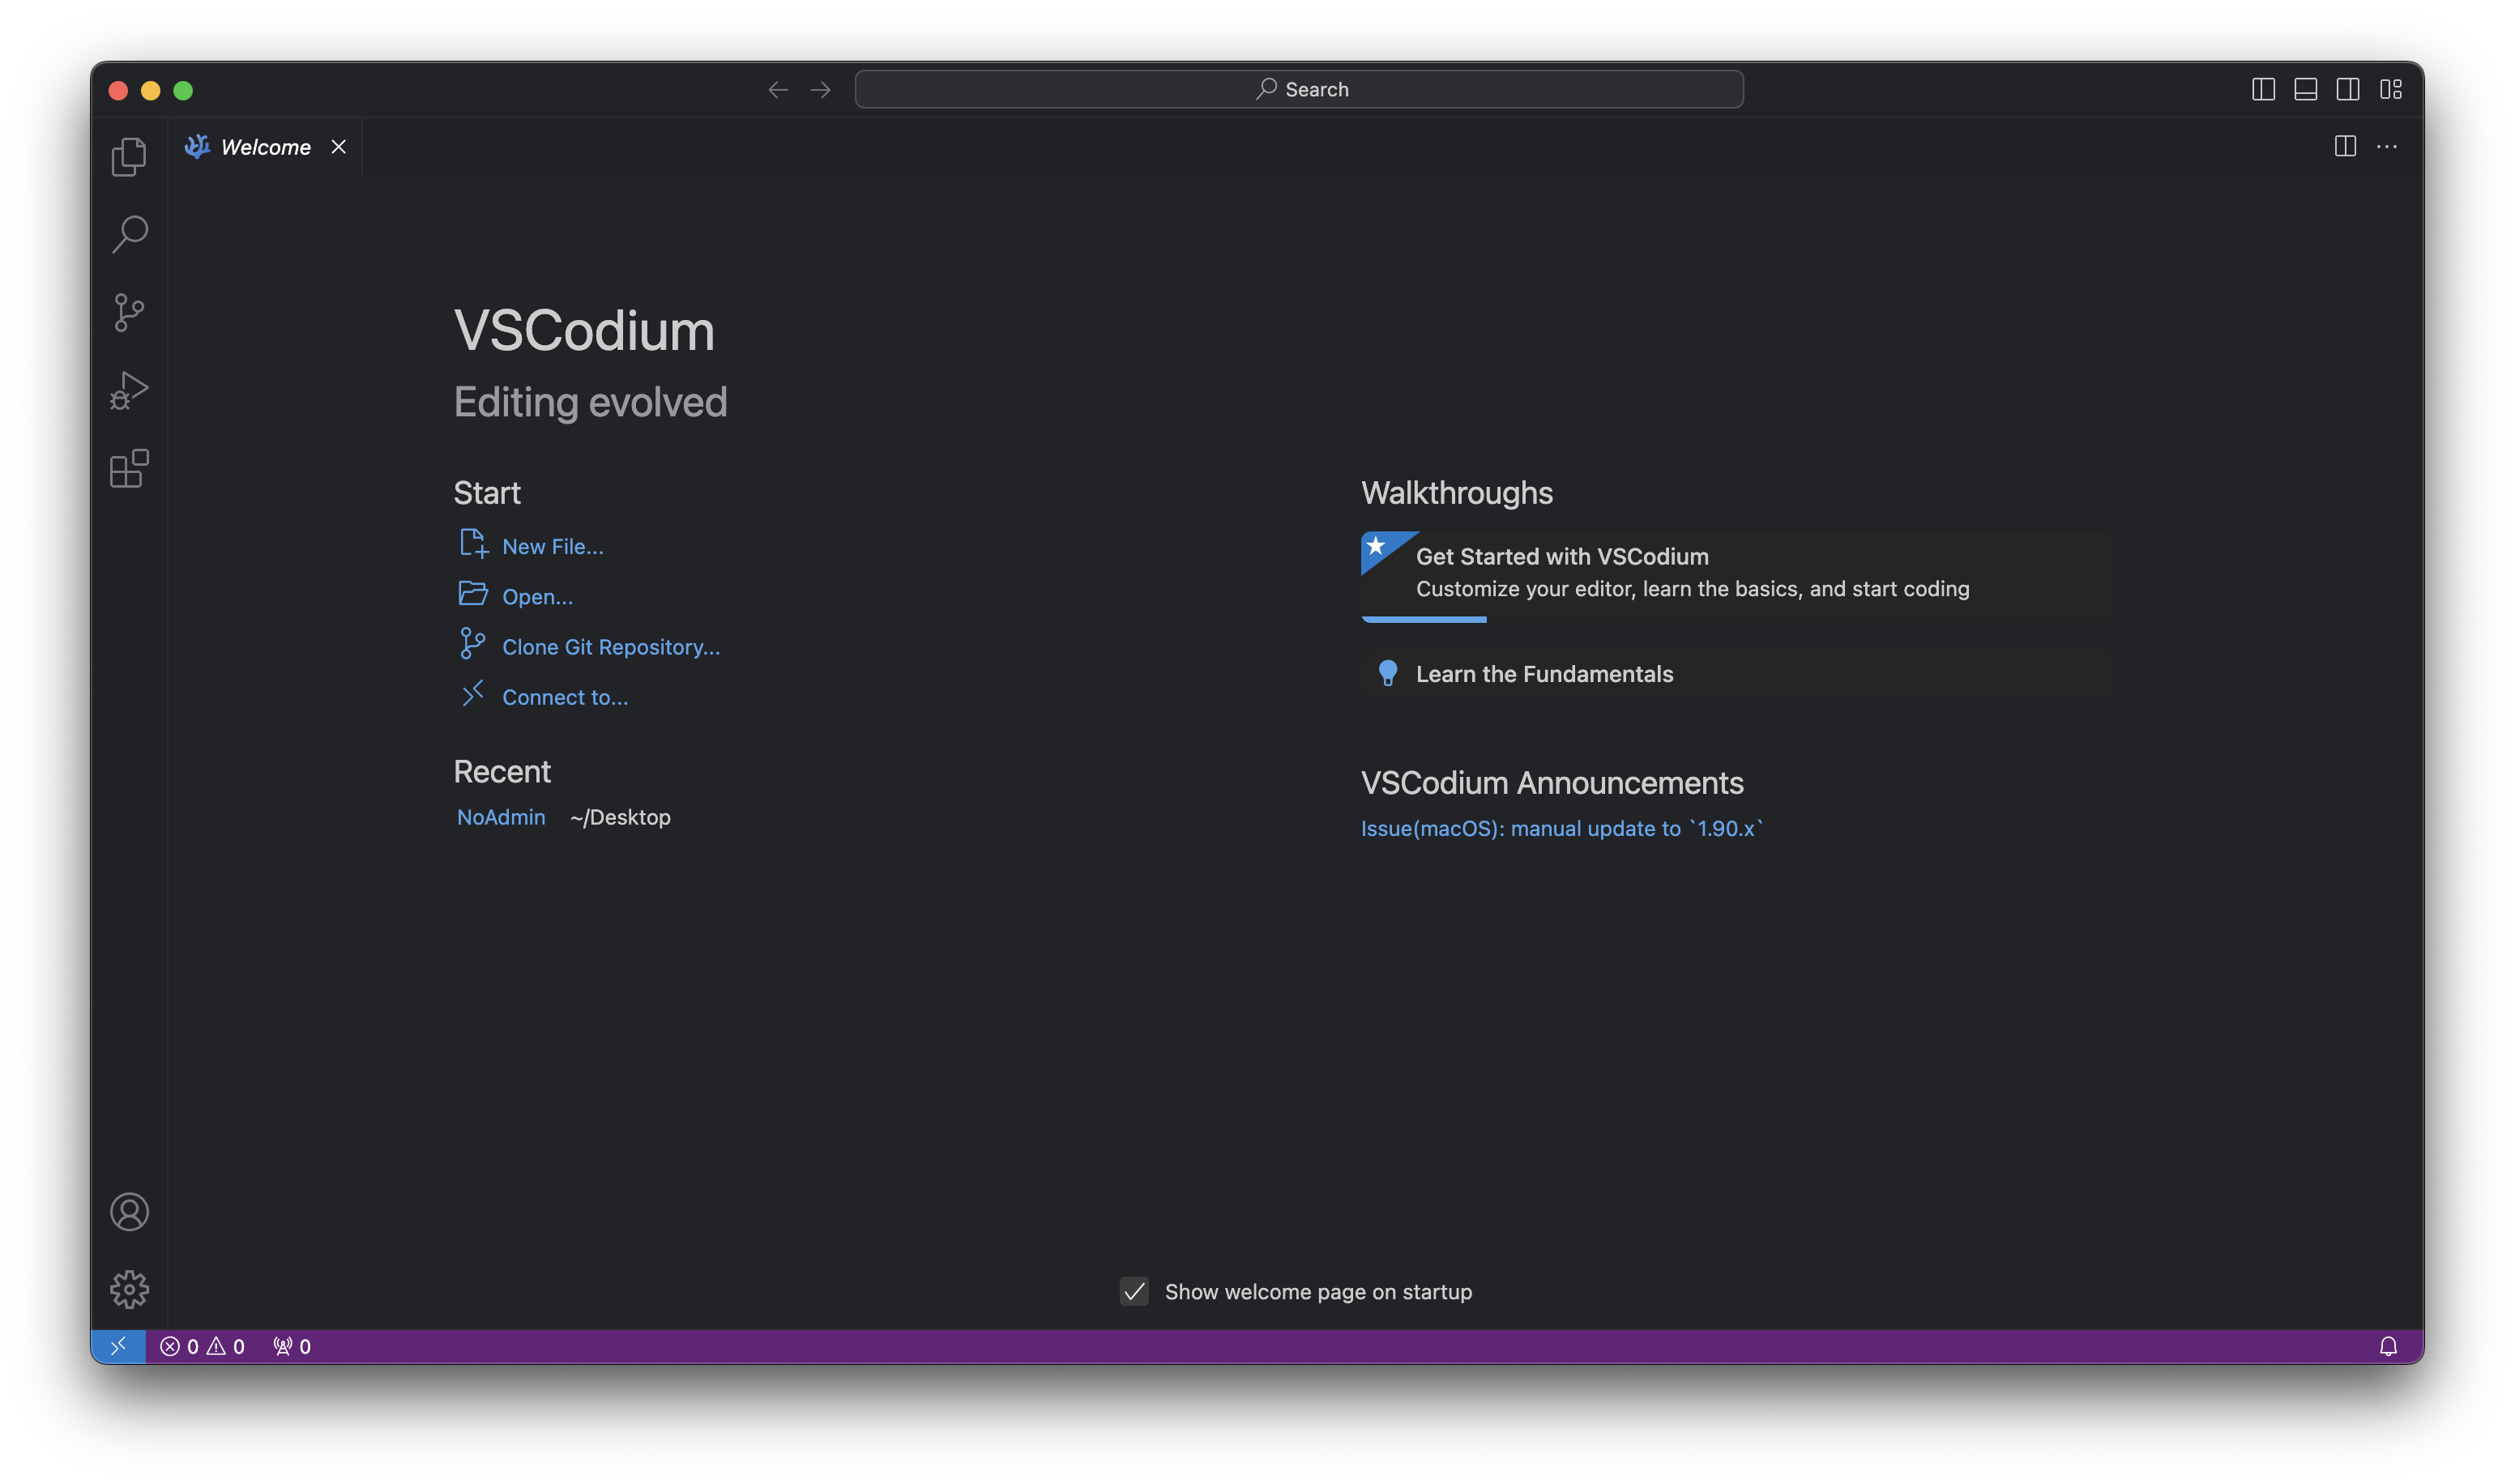 Search
Welcome
VSCodium
Editing evolved
Start
New File...
Open...
Clone Git Repository...
Connect to...
Recent
NoAdmin ~/Desktop
Walkthroughs
Get Started with VSCodium
Customize your editor, learn the basics, and start coding
Learn the Fundamentals
VSCodium Announcements
Issue(macOS): manual update to `1.90.x`
Show welcome page on startup
0 0 0